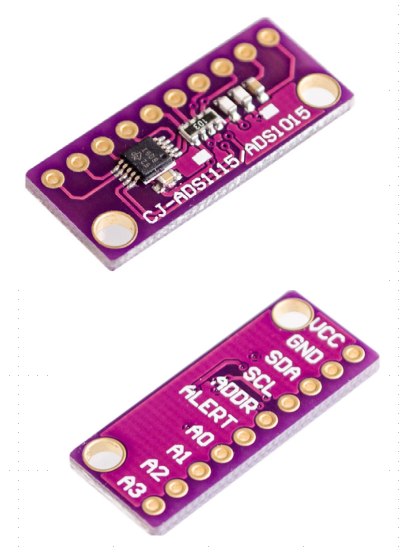 CJ-ADS1115/ADS1015
VCC
GND
SDA
SCL
ADDR
ALERT
A0
A1
A2
A3